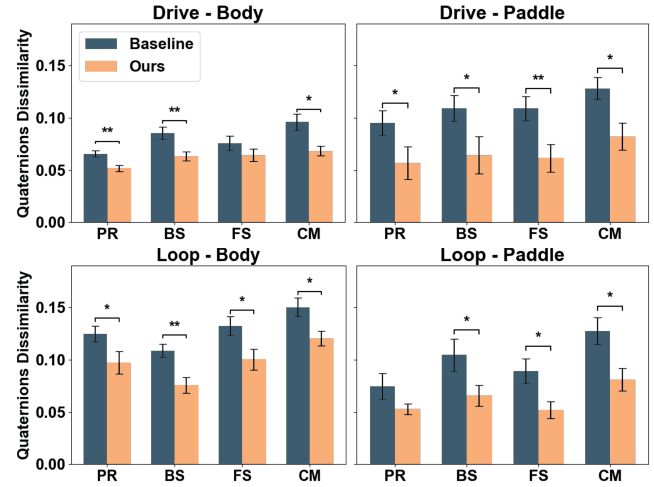 Drive - Body
Drive - Paddle
Quaternions Dissimilarity
0.15
0.10
0.05
0.00
Baseline
Ours
**
**
*
*
*
**
*
PR BS FS CM
PR BS FS CM
Loop - Body
Loop - Paddle
Quaternions Dissimilarity
0.15
0.10
0.05
0.00
*
**
*
*
*
*
*
PR BS FS CM
PR BS FS CM